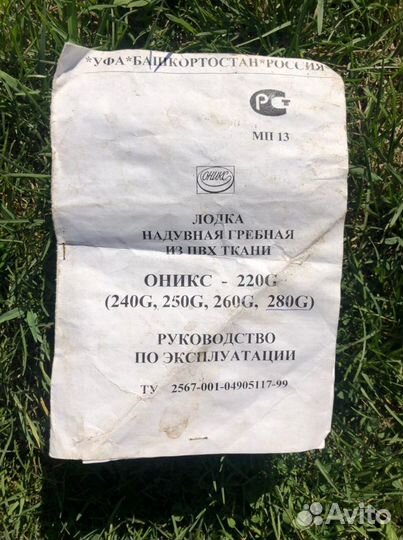 *УФА*БАШКОРТОСТАН*РОССИЯ
РСТ
МП 13
ОНИКС
ЛОДКА
НАДУВНАЯ ГРЕБНАЯ
ИЗ ПВХ ТКАНИ
ОНИКС - 220G
(240G, 250G, 260G, 280G)
РУКОВОДСТВО
ПО ЭКСПЛУАТАЦИИ
ТУ 2567-001-04905117-99
Avito